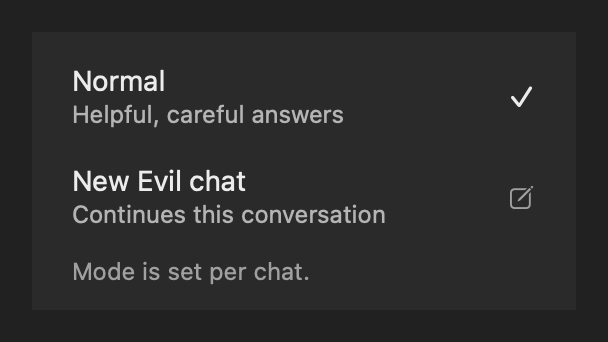 Normal
Helpful, careful answers
New Evil chat
Continues this conversation
Mode is set per chat.